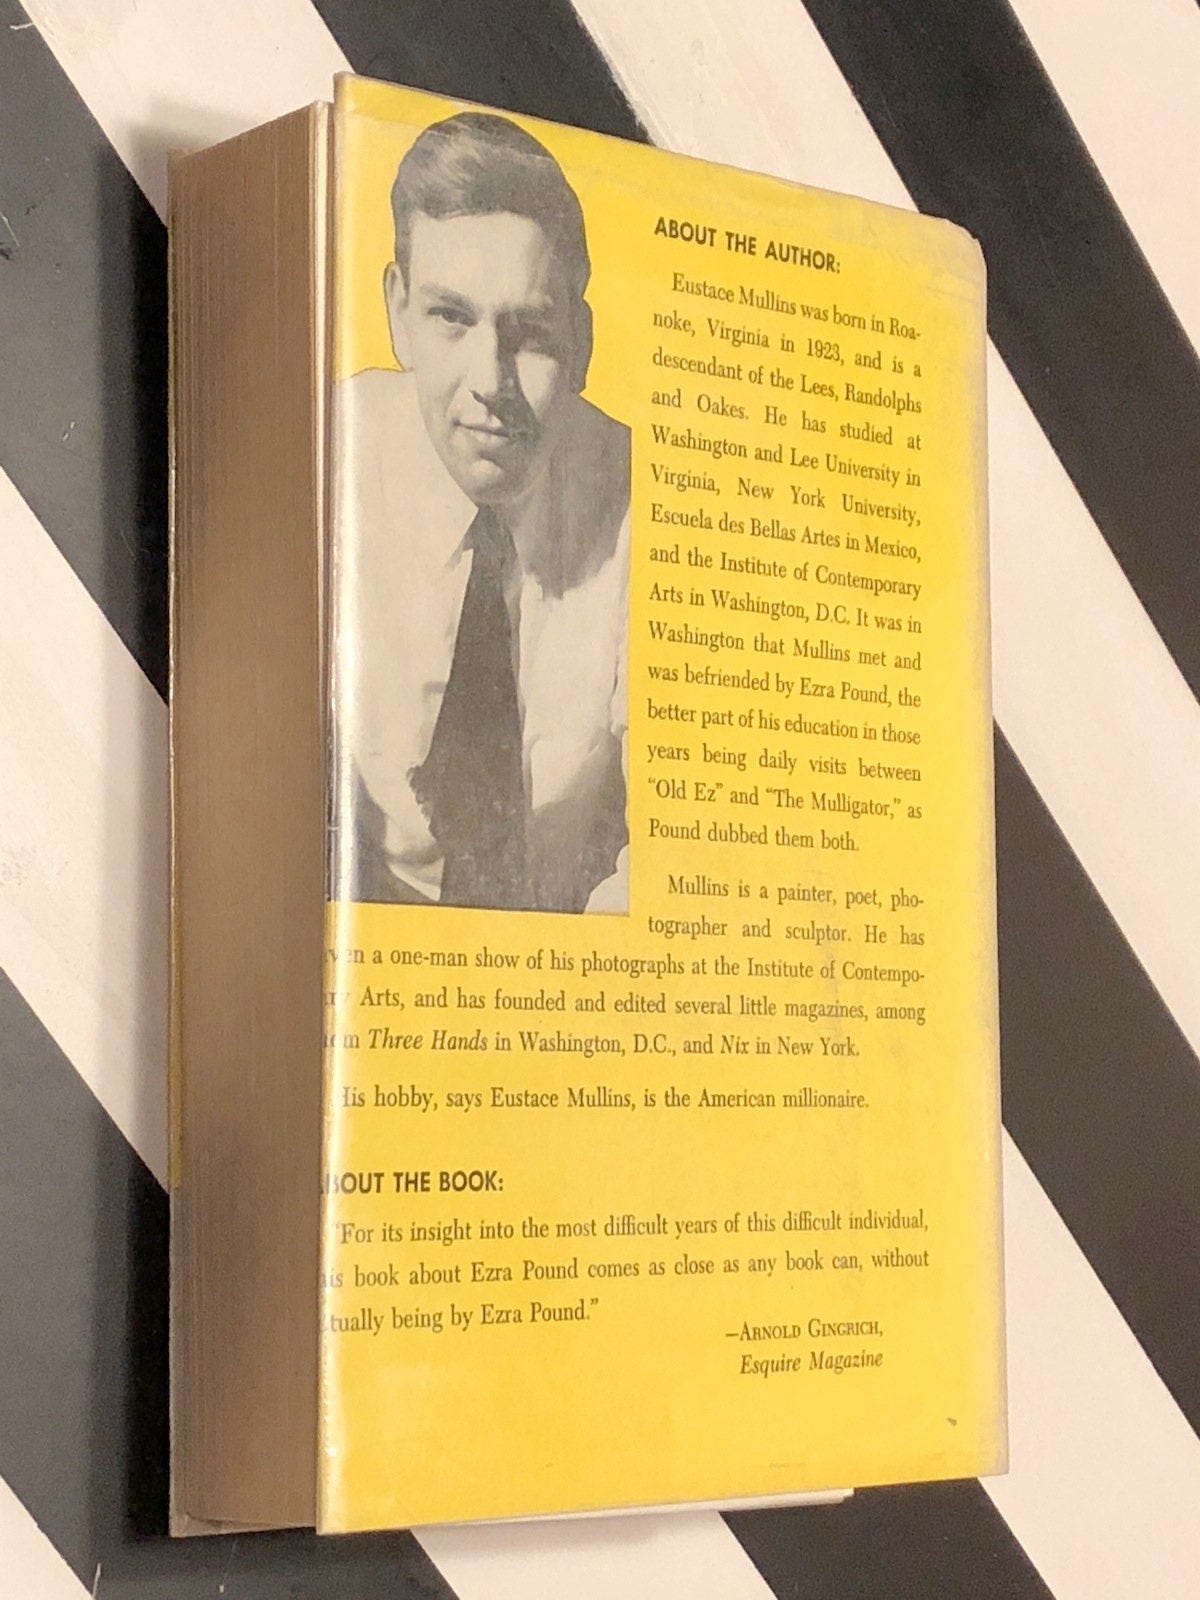 ABOUT THE AUTHOR:
Eustace Mullins was born in Roa-
noke, Virginia in 1923, and is a
descendant of the Lees, Randolphs
and Oakes. He has studied at
Washington and Lee University in
Virginia, New York University,
Escuela des Bellas Artes in Mexico,
and the Institute of Contemporary
Arts in Washington, D.C. It was in
Washington that Mullins met and
was befriended by Ezra Pound, the
better part of his education in those
years being daily visits between
“Old Ez” and “The Mulligator,” as
Pound dubbed them both.
Mullins is a painter, poet, pho-
tographer and sculptor. He has
a one-man show of his photographs at the Institute of Contempo-
Arts, and has founded and edited several little magazines, among
Three Hands in Washington, D.C., and Nix in New York.
His hobby, says Eustace Mullins, is the American millionaire.
BOUT THE BOOK:
“For its insight into the most difficult years of this difficult individual,
is book about Ezra Pound comes as close as any book can, without
tually being by Ezra Pound.”
—ARNOLD GINGRICH,
Esquire Magazine